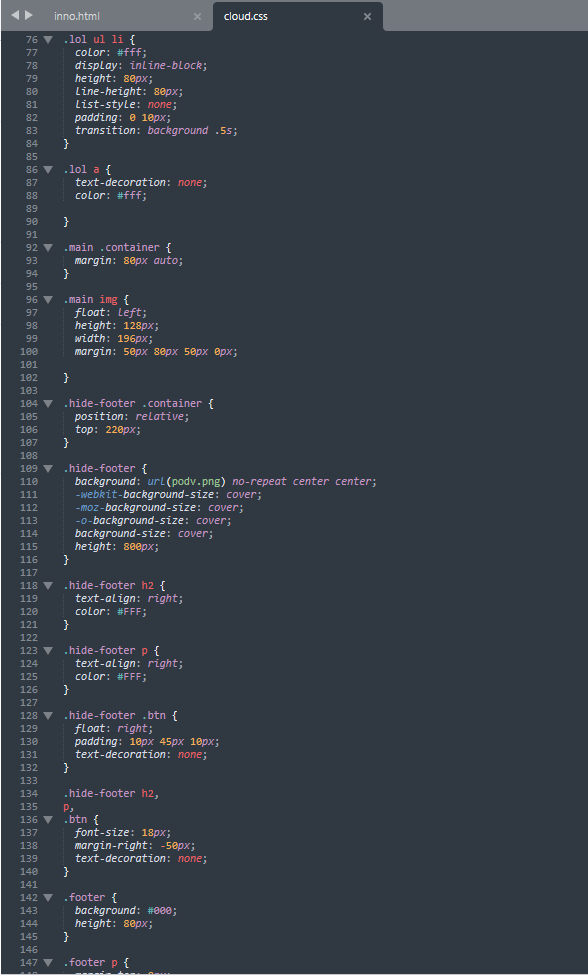 inno.html
cloud.css
76 .lol ul li {
77 color: #fff;
78 display: inline-block;
79 height: 80px;
80 line-height: 80px;
81 list-style: none;
82 padding: 0 10px;
83 transition: background .5s;
84 }
85
86 .lol a {
87 text-decoration: none;
88 color: #fff;
89
90 }
91
92 .main .container {
93 margin: 80px auto;
94 }
95
96 .main img {
97 float: left;
98 height: 128px;
99 width: 196px;
100 margin: 50px 80px 50px 0px;
101
102 }
103
104 .hide-footer .container {
105 position: relative;
106 top: 220px;
107 }
108
109 .hide-footer {
110 background: url(podv.png) no-repeat center center;
111 -webkit-background-size: cover;
112 -moz-background-size: cover;
113 -o-background-size: cover;
114 background-size: cover;
115 height: 800px;
116 }
117
118 .hide-footer h2 {
119 text-align: right;
120 color: #FFF;
121 }
122
123 .hide-footer p {
124 text-align: right;
125 color: #FFF;
126 }
127
128 .hide-footer .btn {
129 float: right;
130 padding: 10px 45px 10px;
131 text-decoration: none;
132 }
133
134 .hide-footer h2,
135 p,
136 .btn {
137 font-size: 18px;
138 margin-right: -50px;
139 text-decoration: none;
140 }
141
142 .footer {
143 background: #000;
144 height: 80px;
145 }
146
147 .footer p {